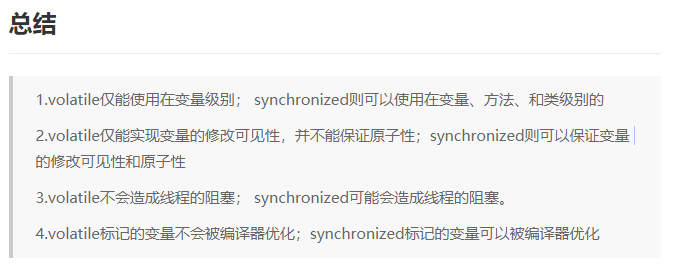 总结
1.volatile仅能使用在变量级别； synchronized则可以使用在变量、方法、和类级别的
2.volatile仅能实现变量的修改可见性，并不能保证原子性；synchronized则可以保证变量
的修改可见性和原子性
3.volatile不会造成线程的阻塞； synchronized可能会造成线程的阻塞。
4.volatile标记的变量不会被编译器优化；synchronized标记的变量可以被编译器优化